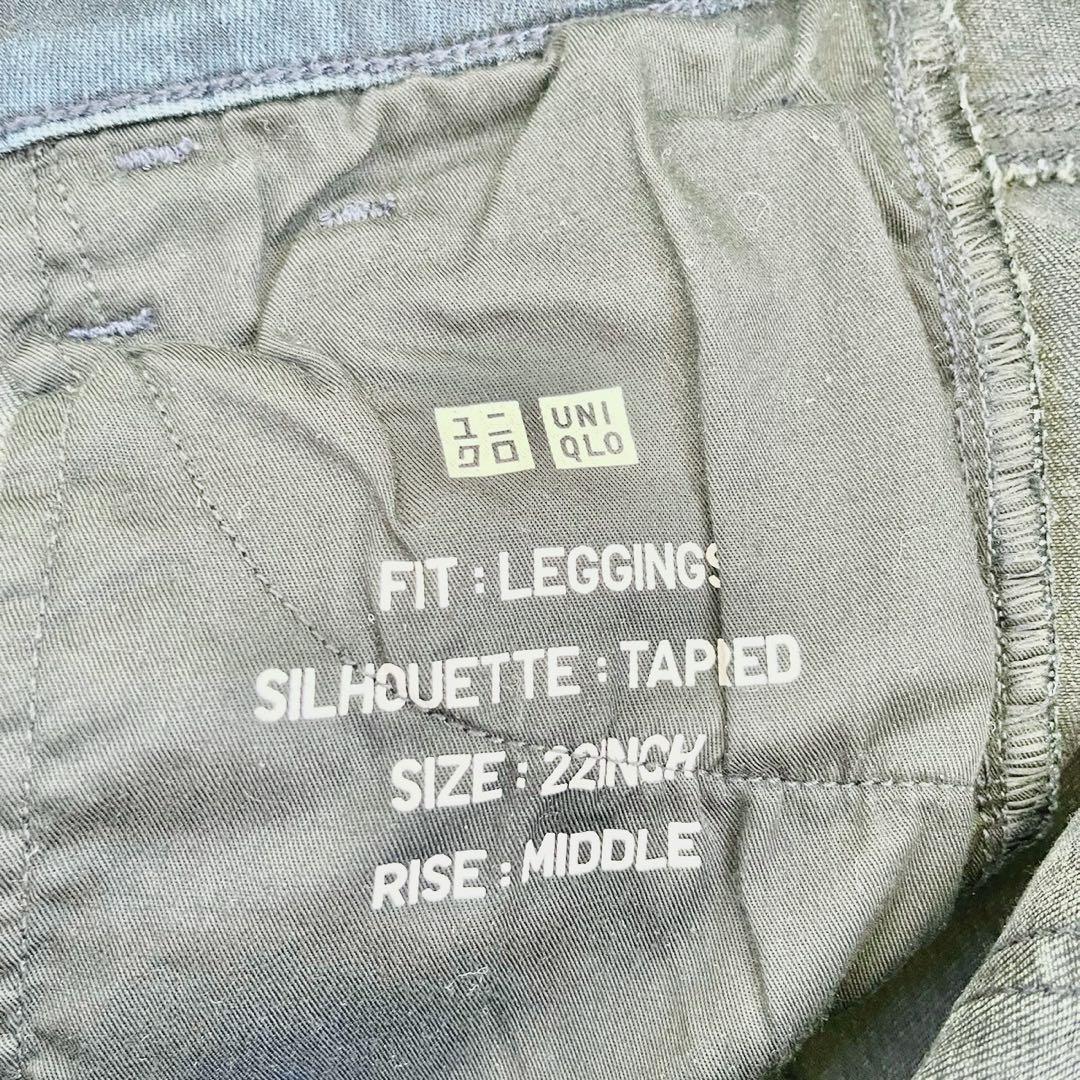 ユニ UNI
クロ QLO
FIT : LEGGINGS
SILHOUETTE : TAPERED
SIZE : 22INCH
RISE : MIDDLE